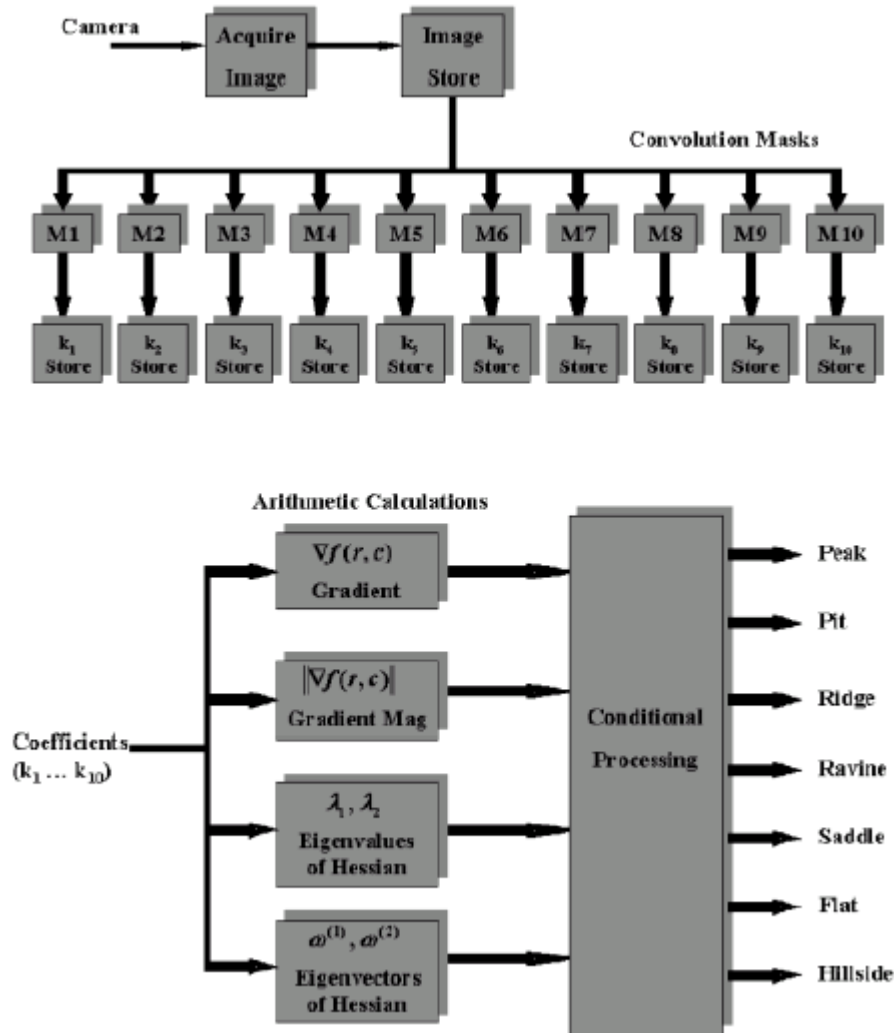 Camera
Acquire
Image
Image
Store
Convolution Masks
M1 M2 M3 M4 M5 M6 M7 M8 M9 M10
k₁ k₂ k₃ k₄ k₅ k₆ k₇ k₈ k₉ k₁₀
Store Store Store Store Store Store Store Store Store Store
Arithmetic Calculations
∇f(r,c)
Gradient
‖∇f(r,c)‖
Gradient Mag
λ₁, λ₂
Eigenvalues
of Hessian
ω⁽¹⁾, ω⁽²⁾
Eigenvectors
of Hessian
Coefficients
(k₁ ... k₁₀)
Conditional
Processing
Peak
Pit
Ridge
Ravine
Saddle
Flat
Hillside